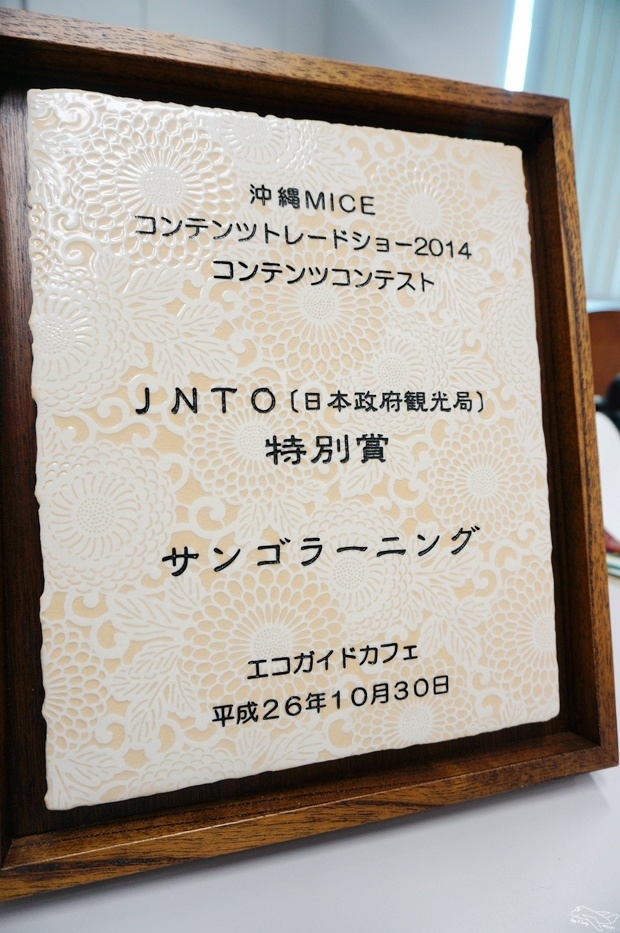 沖縄MICE
コンテンツトレードショー2014
コンテンツコンテスト
JNTO〔日本政府観光局〕
特別賞
サンゴラーニング
エコガイドカフェ
平成26年10月30日